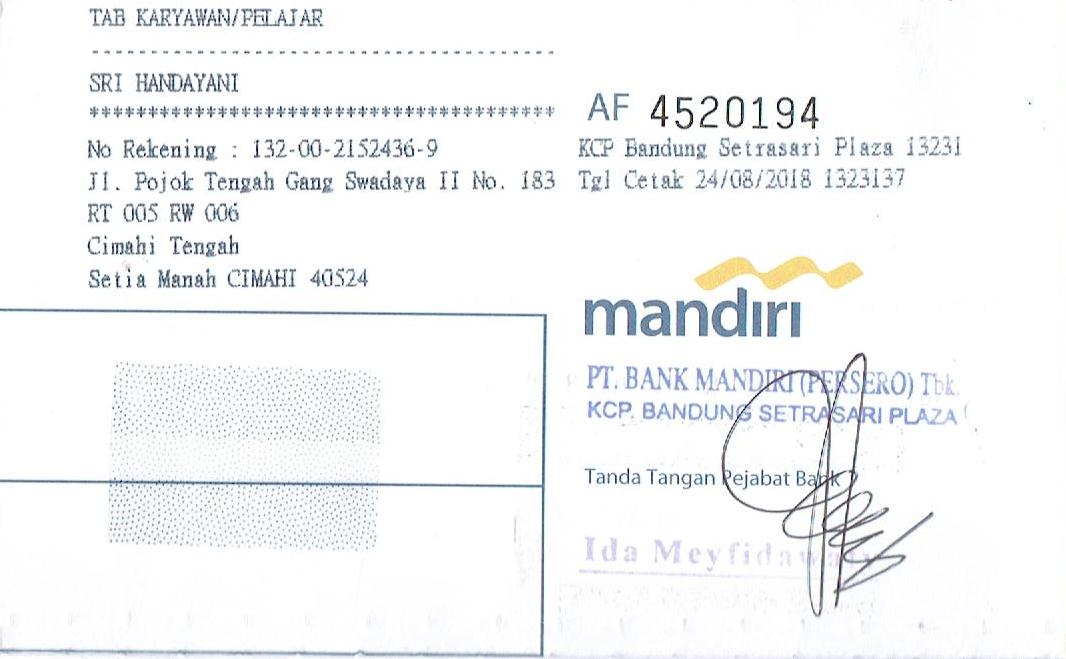 TAB KARYAWAN/PELAJAR
----------------------------------------
SRI HANDAYANI
****************************************
No Rekening : 132-00-2152436-9
Jl. Pojok Tengah Gang Swadaya II No. 183
RT 005 RW 006
Cimahi Tengah
Setia Manah CIMAHI 40524
AF 4520194
KCP Bandung Setrasari Plaza 13231
Tgl Cetak 24/08/2018 1323137
mandiri
PT. BANK MANDIRI (PERSERO) Tbk.
KCP. BANDUNG SETRASARI PLAZA
Tanda Tangan Pejabat Bank
Ida